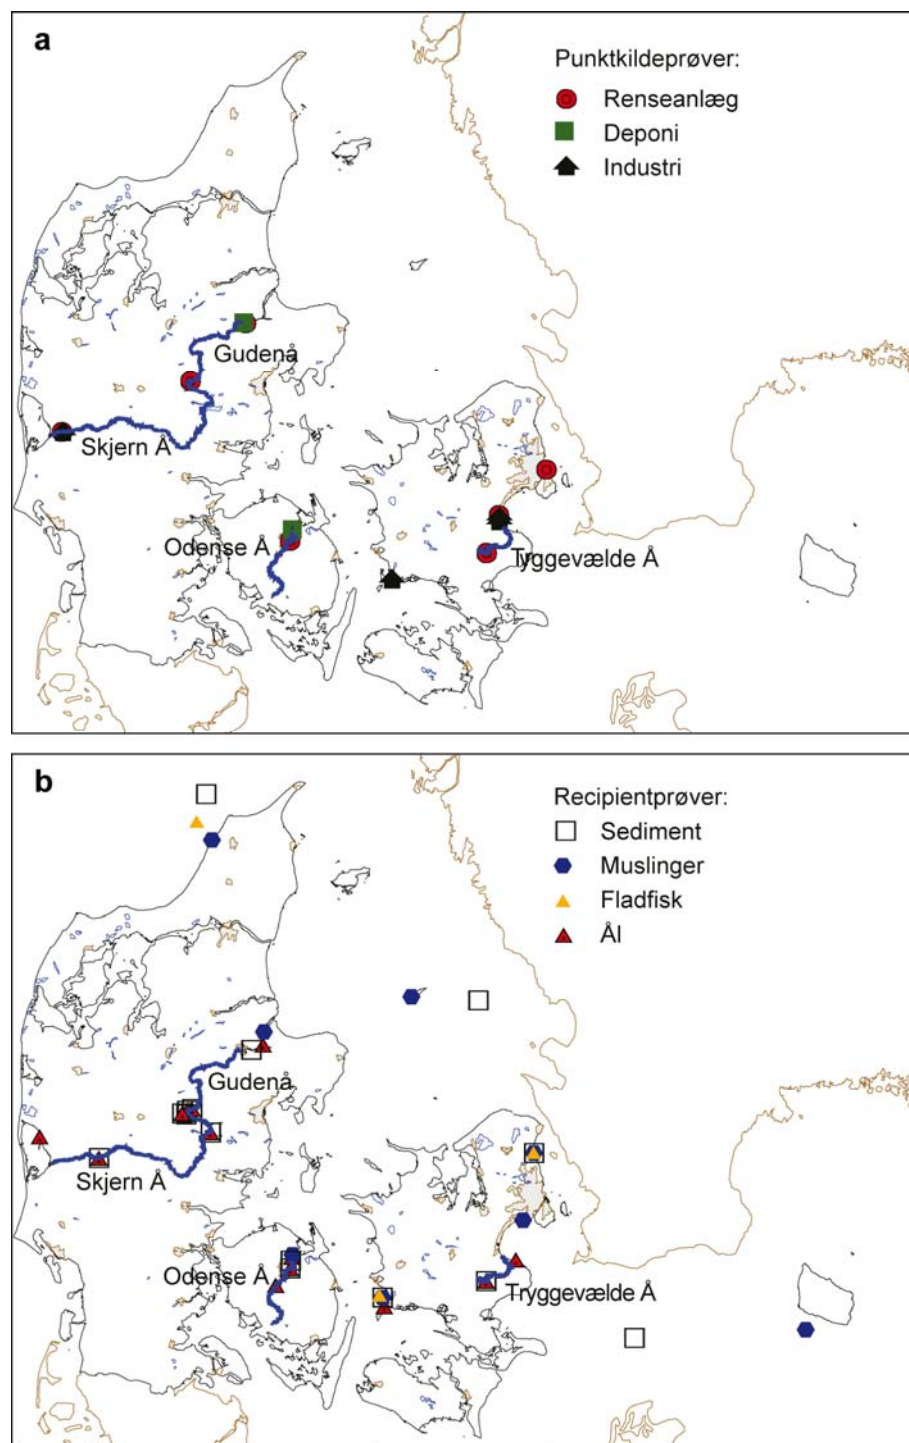 a
Punktkildeprøver:
Renseanlæg
Deponi
Industri
Gudenå
Skjern Å
Odense Å
Tryggevælde Å
b
Recipientprøver:
Sediment
Muslinger
Fladfisk
Ål
Gudenå
Skjern Å
Odense Å
Tryggevælde Å